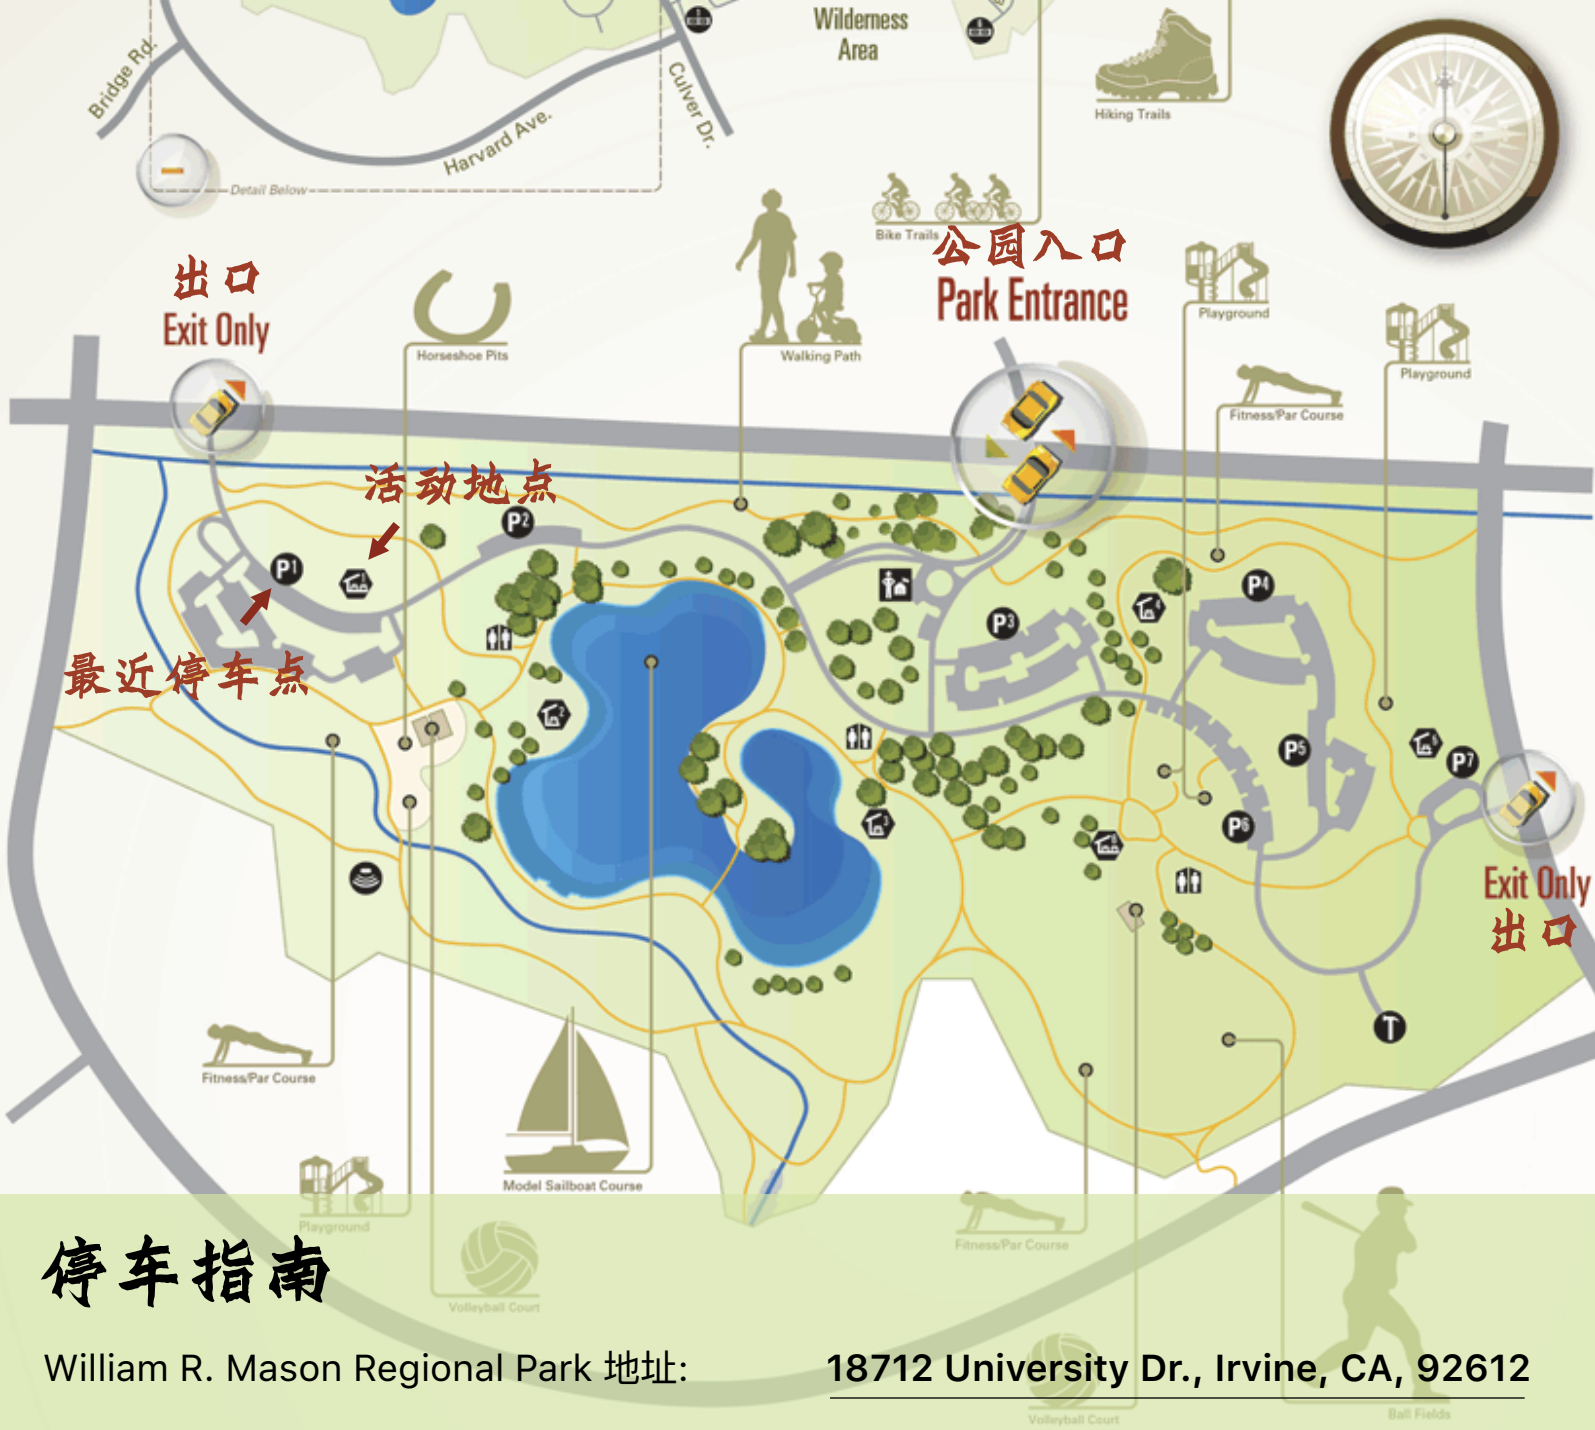 Wilderness
Area
Bridge Rd.
Culver Dr.
Harvard Ave.
Detail Below
Hiking Trails
Bike Trails
公园入口
Park Entrance
出口
Exit Only
Horseshoe Pits
Walking Path
Playground
Playground
Fitness/Par Course
活动地点
P2
P1
1
最近停车点
P3
P4
4
2
P5
P6
P7
3
Exit Only
出口
T
Fitness/Par Course
Model Sailboat Course
Playground
Fitness/Par Course
Volleyball Court
停车指南
William R. Mason Regional Park 地址:
18712 University Dr., Irvine, CA, 92612
Volleyball Court
Ball Fields